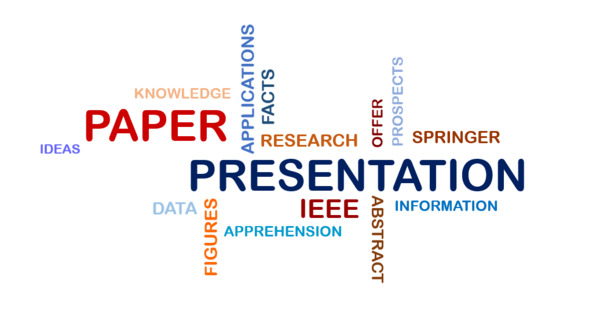 KNOWLEDGE
APPLICATIONS
FACTS
PROSPECTS
OFFER
PAPER
RESEARCH
SPRINGER
IDEAS
PRESENTATION
DATA
FIGURES
IEEE
ABSTRACT
INFORMATION
APPREHENSION